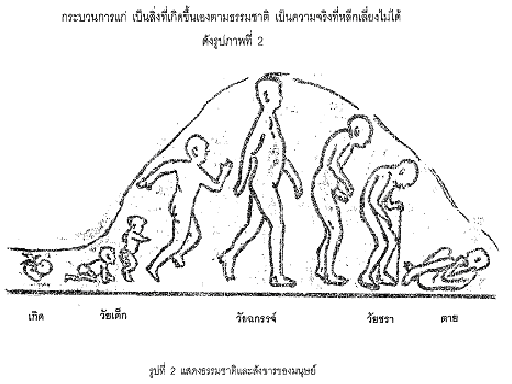 กระบวนการแก่ เป็นสิ่งที่เกิดขึ้นเองตามธรรมชาติ เป็นความจริงที่หลีกเลี่ยงไม่ได้
ดังรูปภาพที่ 2
เกิด วัยเด็ก วัยฉกรรจ์ วัยชรา ตาย
รูปที่ 2 แสดงธรรมชาติและสังขารของมนุษย์